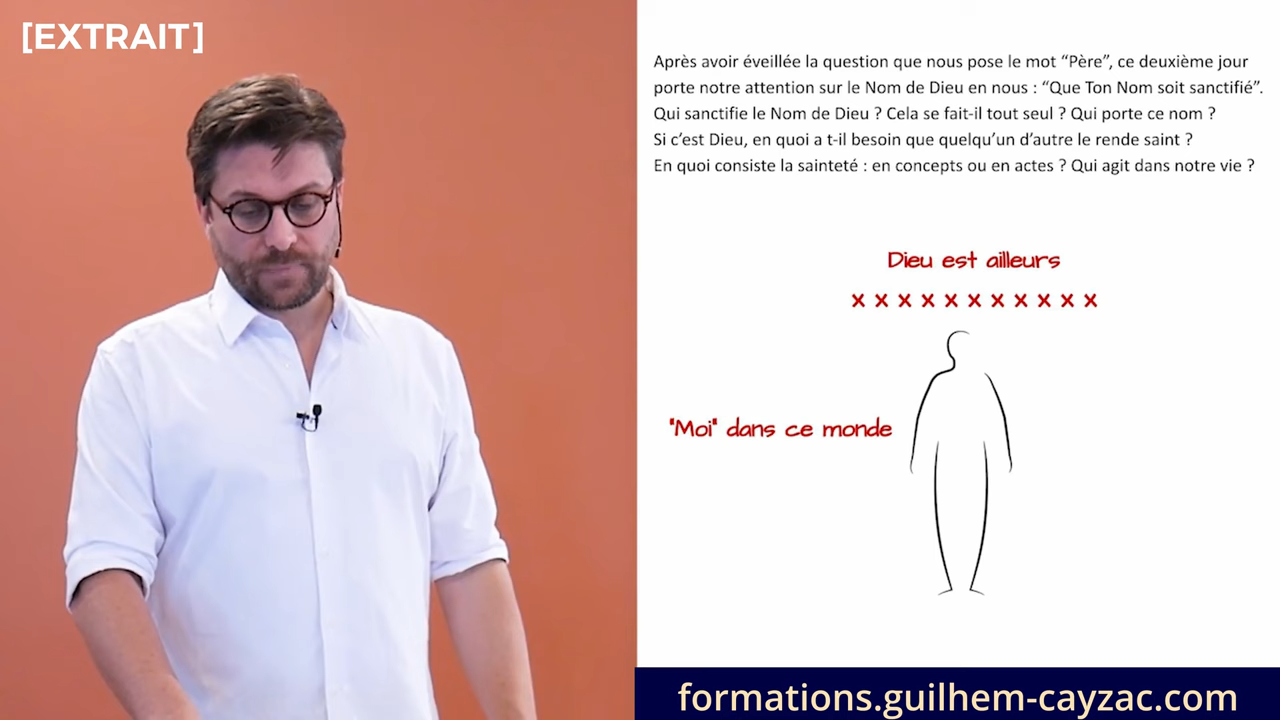 [EXTRAIT]
Après avoir éveillée la question que nous pose le mot “Père”, ce deuxième jour
porte notre attention sur le Nom de Dieu en nous : “Que Ton Nom soit sanctifié”.
Qui sanctifie le Nom de Dieu ? Cela se fait-il tout seul ? Qui porte ce nom ?
Si c’est Dieu, en quoi a t-il besoin que quelqu’un d’autre le rende saint ?
En quoi consiste la sainteté : en concepts ou en actes ? Qui agit dans notre vie ?
Dieu est ailleurs
x x x x x x x x x x x
"Moi" dans ce monde
formations.guilhem-cayzac.com